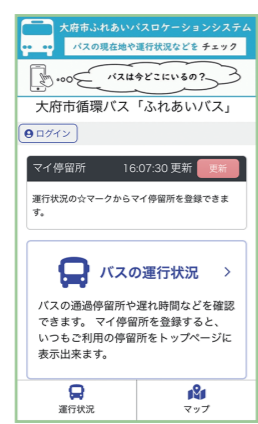 大府市ふれあいバスロケーションシステム
バスの現在地や運行状況などを チェック
バスは今どこにいるの?
大府市循環バス「ふれあいバス」
ログイン
マイ停留所 16:07:30 更新 更新
運行状況の☆マークからマイ停留所を登録できま
す。
バスの運行状況
バスの通過停留所や遅れ時間などを確認
できます。 マイ停留所を登録すると、
いつもご利用の停留所をトップページに
表示出来ます。
運行状況 マップ